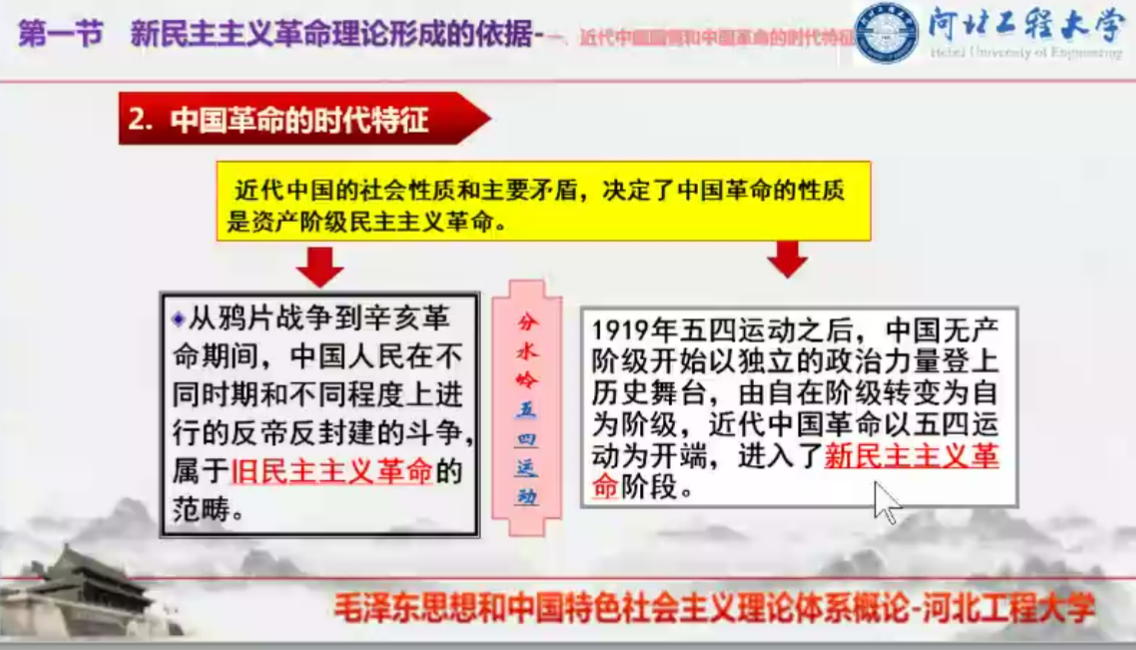 第一节 新民主主义革命理论形成的依据-一、近代中国国情和中国革命的时代特征
河北工程大学
Hebei University of Engineering
2. 中国革命的时代特征
近代中国的社会性质和主要矛盾，决定了中国革命的性质
是资产阶级民主主义革命。
从鸦片战争到辛亥革
命期间，中国人民在不
同时期和不同程度上进
行的反帝反封建的斗争，
属于旧民主主义革命的
范畴。
分
水
岭
五
四
运
动
1919年五四运动之后，中国无产
阶级开始以独立的政治力量登上
历史舞台，由自在阶级转变为自
为阶级，近代中国革命以五四运
动为开端，进入了新民主主义革
命阶段。
毛泽东思想和中国特色社会主义理论体系概论-河北工程大学